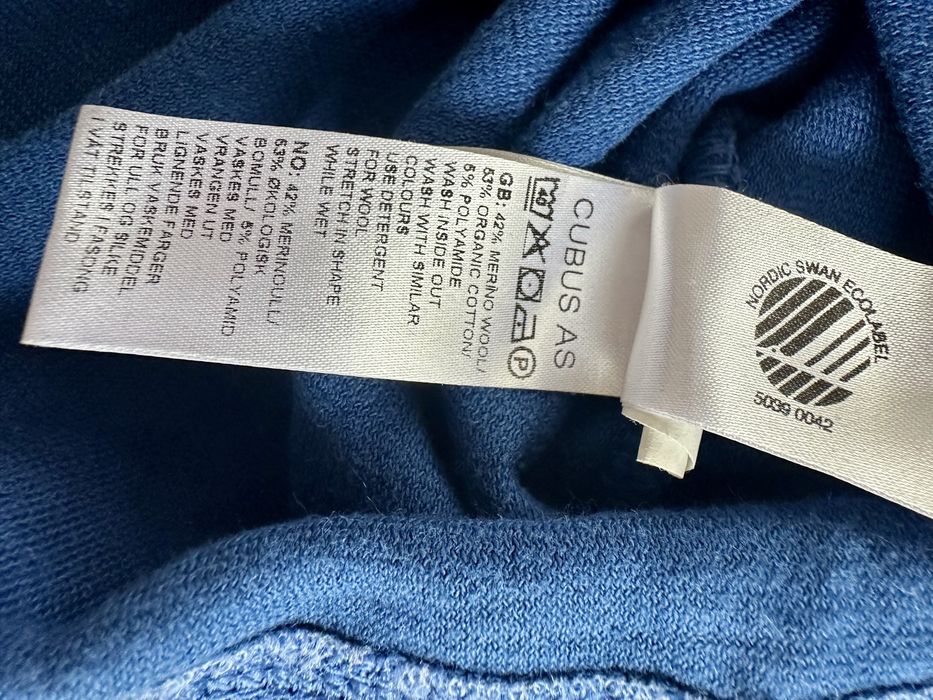 CUBUS AS
GB: 42% MERINO WOOL/
53% ORGANIC COTTON/
5% POLYAMIDE
WASH INSIDE OUT
WASH WITH SIMILAR
COLOURS
USE DETERGENT
FOR WOOL
STRETCH IN SHAPE
WHILE WET
NO: 42% MERINOULL/
53% ØKOLOGISK
BOMULL/ 5% POLYAMID
VASKES MED
VRANGEN UT
VASKES MED
LIGNENDE FARGER
BRUK VASKEMIDDEL
FOR ULL OG SILKE
STREKKES I FASONG
I VÅT TILSTAND
NORDIC SWAN ECOLABEL
5039 0042